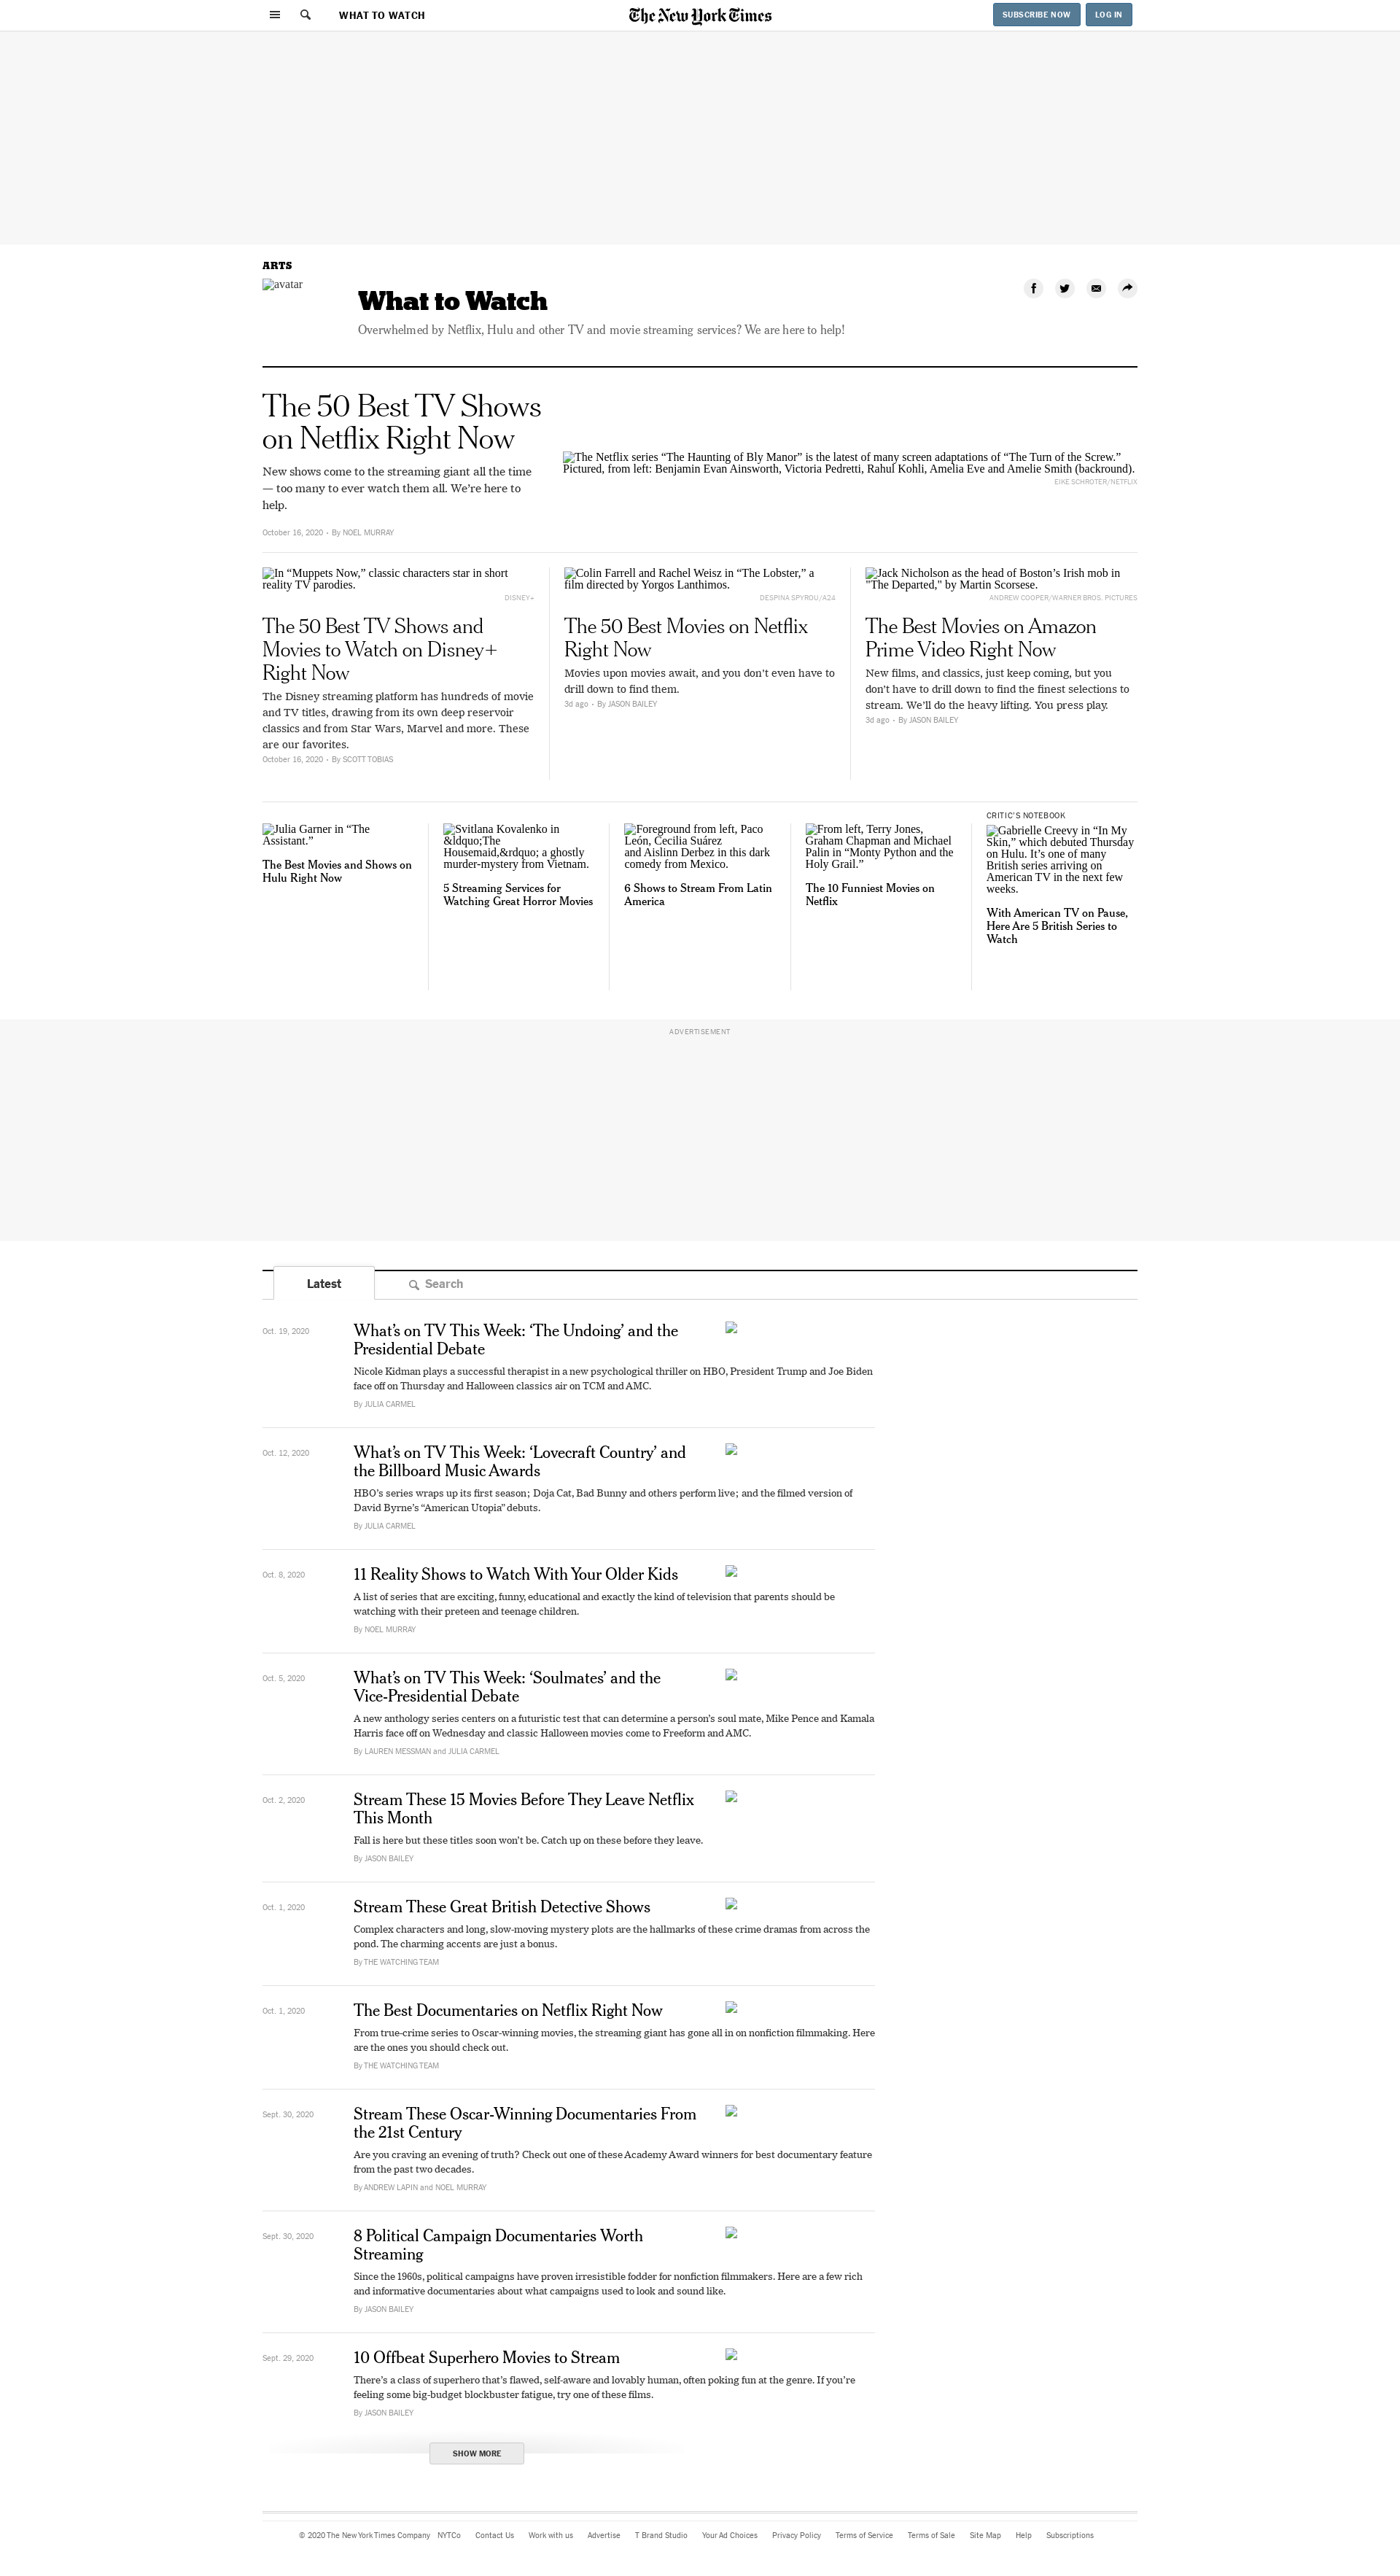 WHAT TO WATCH
The New York Times
SUBSCRIBE NOW
LOG IN
ARTS
avatar
What to Watch
Overwhelmed by Netflix, Hulu and other TV and movie streaming services? We are here to help!
The 50 Best TV Shows
on Netflix Right Now
New shows come to the streaming giant all the time
— too many to ever watch them all. We’re here to
help.
October 16, 2020 • By NOEL MURRAY
The Netflix series “The Haunting of Bly Manor” is the latest of many screen adaptations of “The Turn of the Screw.”
Pictured, from left: Benjamin Evan Ainsworth, Victoria Pedretti, Rahul Kohli, Amelia Eve and Amelie Smith (backround).
EIKE SCHROTER/NETFLIX
In “Muppets Now,” classic characters star in short
reality TV parodies.
DISNEY+
The 50 Best TV Shows and
Movies to Watch on Disney+
Right Now
The Disney streaming platform has hundreds of movie
and TV titles, drawing from its own deep reservoir
classics and from Star Wars, Marvel and more. These
are our favorites.
October 16, 2020 • By SCOTT TOBIAS
Colin Farrell and Rachel Weisz in “The Lobster,” a
film directed by Yorgos Lanthimos.
DESPINA SPYROU/A24
The 50 Best Movies on Netflix
Right Now
Movies upon movies await, and you don’t even have to
drill down to find them.
3d ago • By JASON BAILEY
Jack Nicholson as the head of Boston’s Irish mob in
"The Departed," by Martin Scorsese.
ANDREW COOPER/WARNER BROS. PICTURES
The Best Movies on Amazon
Prime Video Right Now
New films, and classics, just keep coming, but you
don’t have to drill down to find the finest selections to
stream. We’ll do the heavy lifting. You press play.
3d ago • By JASON BAILEY
Julia Garner in “The
Assistant.”
The Best Movies and Shows on
Hulu Right Now
Svitlana Kovalenko in
&ldquo;The
Housemaid,&rdquo; a ghostly
murder-mystery from Vietnam.
5 Streaming Services for
Watching Great Horror Movies
Foreground from left, Paco
León, Cecilia Suárez
and Aislinn Derbez in this dark
comedy from Mexico.
6 Shows to Stream From Latin
America
From left, Terry Jones,
Graham Chapman and Michael
Palin in “Monty Python and the
Holy Grail.”
The 10 Funniest Movies on
Netflix
CRITIC’S NOTEBOOK
Gabrielle Creevy in “In My
Skin,” which debuted Thursday
on Hulu. It’s one of many
British series arriving on
American TV in the next few
weeks.
With American TV on Pause,
Here Are 5 British Series to
Watch
ADVERTISEMENT
Latest
Search
Oct. 19, 2020
What’s on TV This Week: ‘The Undoing’ and the
Presidential Debate
Nicole Kidman plays a successful therapist in a new psychological thriller on HBO, President Trump and Joe Biden
face off on Thursday and Halloween classics air on TCM and AMC.
By JULIA CARMEL
Oct. 12, 2020
What’s on TV This Week: ‘Lovecraft Country’ and
the Billboard Music Awards
HBO’s series wraps up its first season; Doja Cat, Bad Bunny and others perform live; and the filmed version of
David Byrne’s “American Utopia” debuts.
By JULIA CARMEL
Oct. 8, 2020
11 Reality Shows to Watch With Your Older Kids
A list of series that are exciting, funny, educational and exactly the kind of television that parents should be
watching with their preteen and teenage children.
By NOEL MURRAY
Oct. 5, 2020
What’s on TV This Week: ‘Soulmates’ and the
Vice-Presidential Debate
A new anthology series centers on a futuristic test that can determine a person’s soul mate, Mike Pence and Kamala
Harris face off on Wednesday and classic Halloween movies come to Freeform and AMC.
By LAUREN MESSMAN and JULIA CARMEL
Oct. 2, 2020
Stream These 15 Movies Before They Leave Netflix
This Month
Fall is here but these titles soon won’t be. Catch up on these before they leave.
By JASON BAILEY
Oct. 1, 2020
Stream These Great British Detective Shows
Complex characters and long, slow-moving mystery plots are the hallmarks of these crime dramas from across the
pond. The charming accents are just a bonus.
By THE WATCHING TEAM
Oct. 1, 2020
The Best Documentaries on Netflix Right Now
From true-crime series to Oscar-winning movies, the streaming giant has gone all in on nonfiction filmmaking. Here
are the ones you should check out.
By THE WATCHING TEAM
Sept. 30, 2020
Stream These Oscar-Winning Documentaries From
the 21st Century
Are you craving an evening of truth? Check out one of these Academy Award winners for best documentary feature
from the past two decades.
By ANDREW LAPIN and NOEL MURRAY
Sept. 30, 2020
8 Political Campaign Documentaries Worth
Streaming
Since the 1960s, political campaigns have proven irresistible fodder for nonfiction filmmakers. Here are a few rich
and informative documentaries about what campaigns used to look and sound like.
By JASON BAILEY
Sept. 29, 2020
10 Offbeat Superhero Movies to Stream
There’s a class of superhero that’s flawed, self-aware and lovably human, often poking fun at the genre. If you’re
feeling some big-budget blockbuster fatigue, try one of these films.
By JASON BAILEY
SHOW MORE
© 2020 The New York Times Company NYTCo Contact Us Work with us Advertise T Brand Studio Your Ad Choices Privacy Policy Terms of Service Terms of Sale Site Map Help Subscriptions